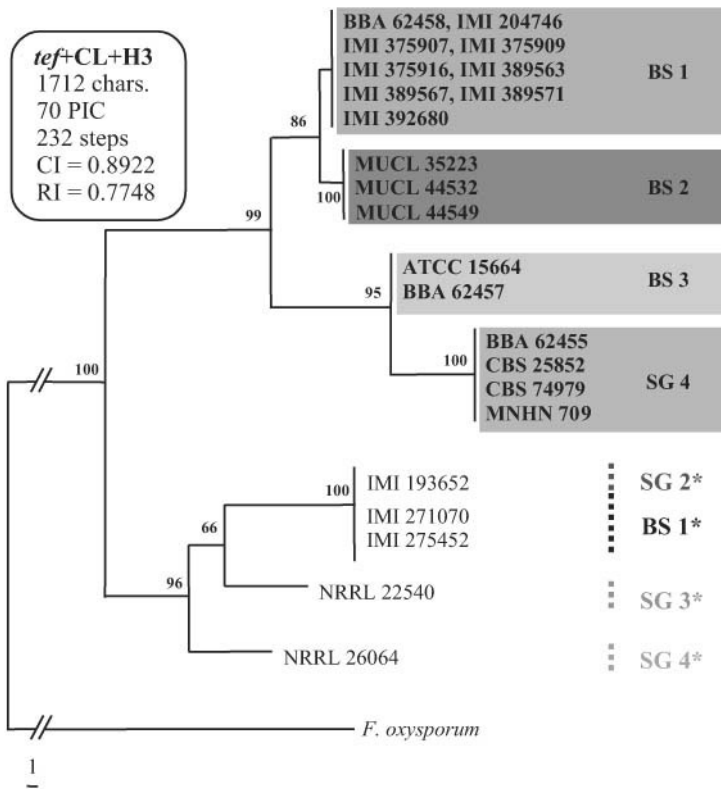 tef+CL+H3
1712 chars.
70 PIC
232 steps
CI = 0.8922
RI = 0.7748
BBA 62458, IMI 204746
IMI 375907, IMI 375909
IMI 375916, IMI 389563
IMI 389567, IMI 389571
IMI 392680
BS 1
86
MUCL 35223
MUCL 44532
MUCL 44549
BS 2
100
99
ATCC 15664
BBA 62457
BS 3
95
BBA 62455
CBS 25852
CBS 74979
MNHN 709
SG 4
100
100
IMI 193652
IMI 271070
IMI 275452
100
SG 2*
BS 1*
66
NRRL 22540
SG 3*
96
NRRL 26064
SG 4*
F. oxysporum
1